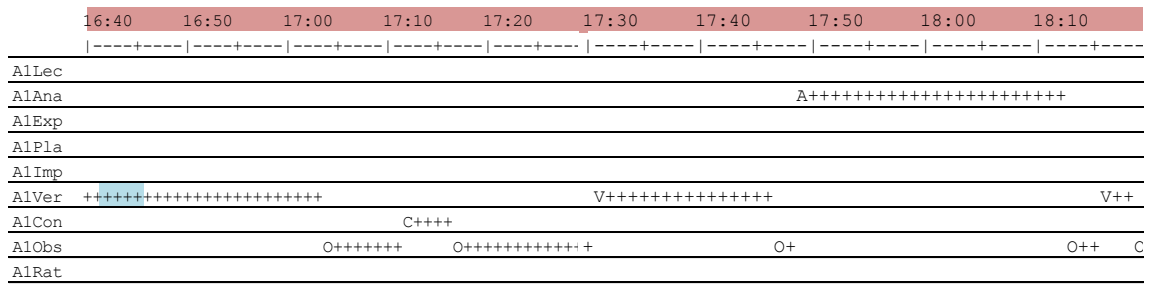 16:40 16:50 17:00 17:10 17:20 17:30 17:40 17:50 18:00 18:10
|----+----|----+----|----+----|----+----|----+----|----+----|----+----|----+----|----+----|----+----
A1Lec
A1Ana A+++++++++++++++++++++++
A1Exp
A1Pla
A1Imp
A1Ver ++++++++++++++++++++++++ V+++++++++++++++ V++
A1Con C++++
A1Obs O+++++++ O++++++++++++ + O+ O++ O
A1Rat